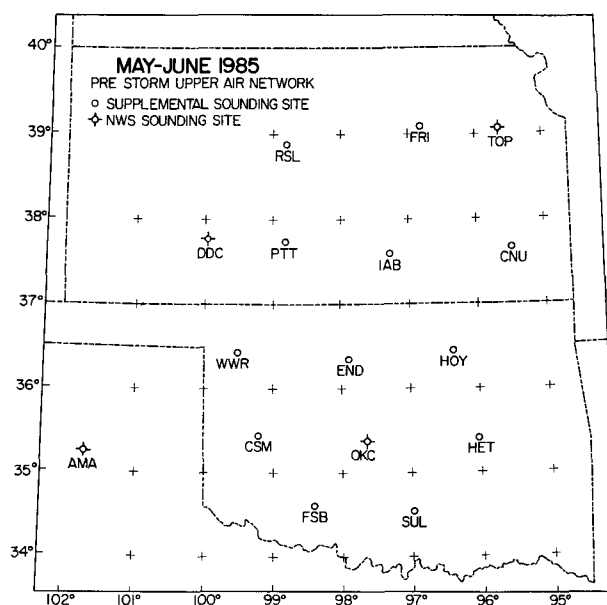 40°
MAY-JUNE 1985
PRE STORM UPPER AIR NETWORK
SUPPLEMENTAL SOUNDING SITE
NWS SOUNDING SITE
39°
RSL
FRI
TOP
38°
DDC
PTT
IAB
CNU
37°
WWR
END
HOY
36°
CSM
OKC
HET
35°
AMA
FSB
SUL
34°
102° 101° 100° 99° 98° 97° 96° 95°